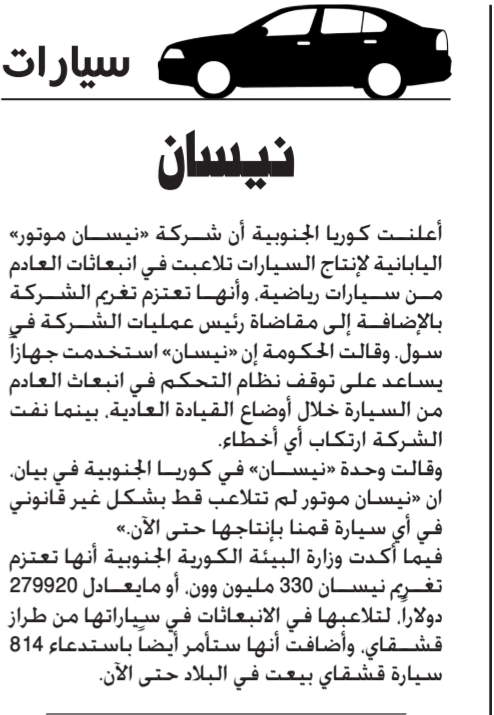 سيارات
نيسان
أعلنت كوريا الجنوبية أن شركة «نيسان موتور»
اليابانية لإنتاج السيارات تلاعبت في انبعاثات العادم
من سيارات رياضية، وأنها تعتزم تغريم الشركة
بالإضافة إلى مقاضاة رئيس عمليات الشركة في
سول. وقالت الحكومة إن «نيسان» استخدمت جهازاً
يساعد على توقف نظام التحكم في انبعاث العادم
من السيارة خلال أوضاع القيادة العادية، بينما نفت
الشركة ارتكاب أي أخطاء.
وقالت وحدة «نيسان» في كوريا الجنوبية في بيان،
ان «نيسان موتور لم تتلاعب قط بشكل غير قانوني
في أي سيارة قمنا بإنتاجها حتى الآن.»
فيما أكدت وزارة البيئة الكورية الجنوبية أنها تعتزم
تغريم نيسان 330 مليون وون، أو مايعادل 279920
دولاراً، لتلاعبها في الانبعاثات في سياراتها من طراز
قشقاي، وأضافت أنها ستأمر أيضاً باستدعاء 814
سيارة قشقاي بيعت في البلاد حتى الآن.